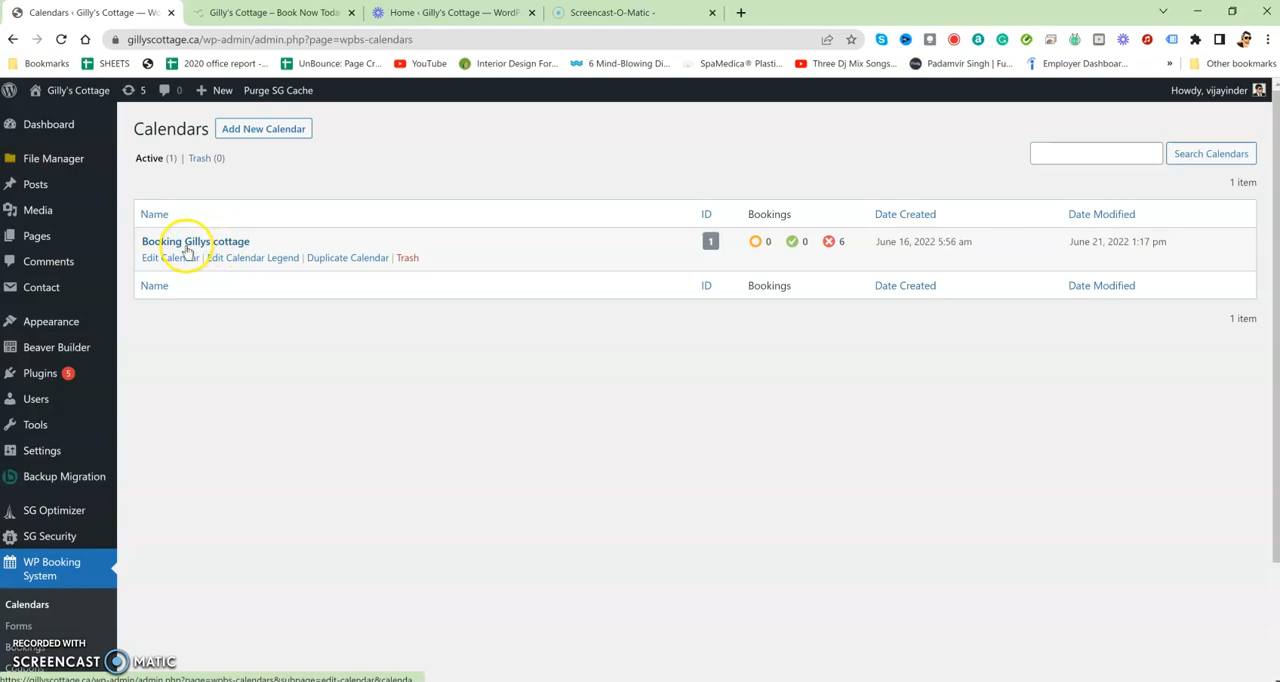 Calendars ‹ Gilly's Cottage — Wo
Gilly's Cottage – Book Now Toda
Home ‹ Gilly's Cottage — WordP
Screencast-O-Matic -
gillyscottage.ca/wp-admin/admin.php?page=wpbs-calendars
Bookmarks
SHEETS
2020 office report -...
UnBounce: Page Cr...
YouTube
Interior Design For...
6 Mind-Blowing Di...
SpaMedica® Plasti...
Three Dj Mix Songs...
Padamvir Singh | Fu...
Employer Dashboar...
»
Other bookmarks
Gilly's Cottage
5
0
New
Purge SG Cache
Howdy, vijayinder
Dashboard
File Manager
Posts
Media
Pages
Comments
Contact
Appearance
Beaver Builder
Plugins 5
Users
Tools
Settings
Backup Migration
SG Optimizer
SG Security
WP Booking
System
Calendars
Forms
Calendars
Add New Calendar
Active (1) | Trash (0)
Search Calendars
1 item
Name ID Bookings Date Created Date Modified
Booking Gillys cottage 1 0 0 6 June 16, 2022 5:56 am June 21, 2022 1:17 pm
Edit Calendar | Edit Calendar Legend | Duplicate Calendar | Trash
Name ID Bookings Date Created Date Modified
1 item
RECORDED WITH
SCREENCAST MATIC
https://gillyscottage.ca/wp-admin/admin.php?page=wpbs-calendars&subpage=edit-calendar&calenda...